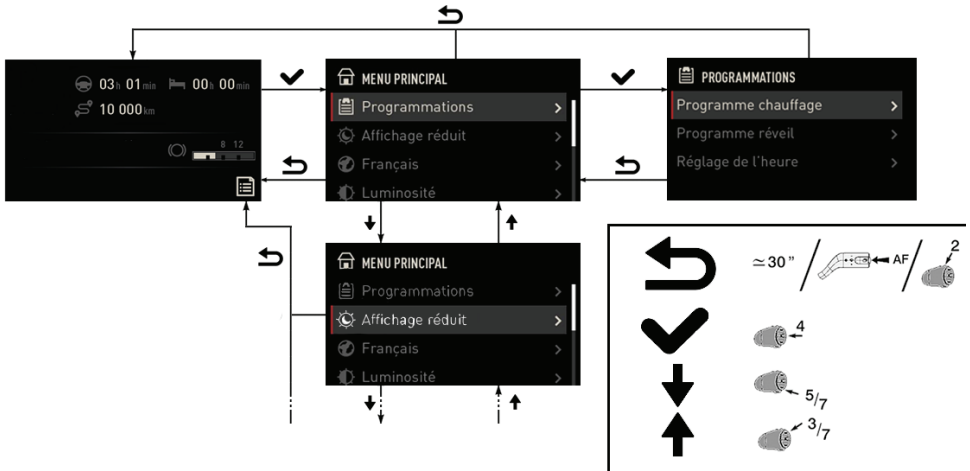 03h 01min 00h 00min
10 000km
8 12
MENU PRINCIPAL
Programmations
Affichage réduit
Français
Luminosité
PROGRAMMATIONS
Programme chauffage
Programme réveil
Réglage de l'heure
MENU PRINCIPAL
Programmations
Affichage réduit
Français
Luminosité
≃30" / AF / 2
4
5/7
3/7